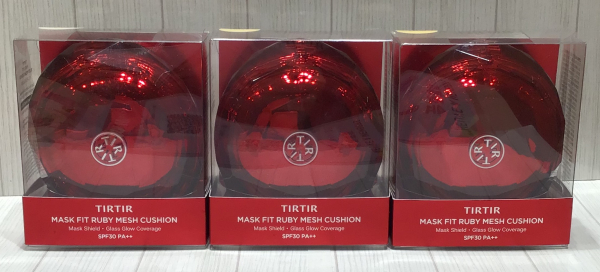 TIRTIR
MASK FIT RUBY MESH CUSHION
Mask Shield • Glass Glow Coverage
SPF30 PA++
TIRTIR
MASK FIT RUBY MESH CUSHION
Mask Shield • Glass Glow Coverage
SPF30 PA++
TIRTIR
MASK FIT RUBY MESH CUSHION
Mask Shield • Glass Glow Coverage
SPF30 PA++